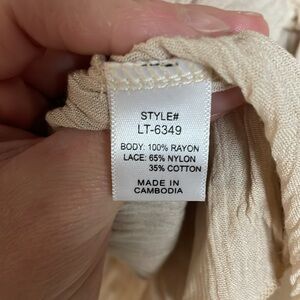 STYLE#
LT-6349
BODY: 100% RAYON
LACE: 65% NYLON
35% COTTON
MADE IN
CAMBODIA